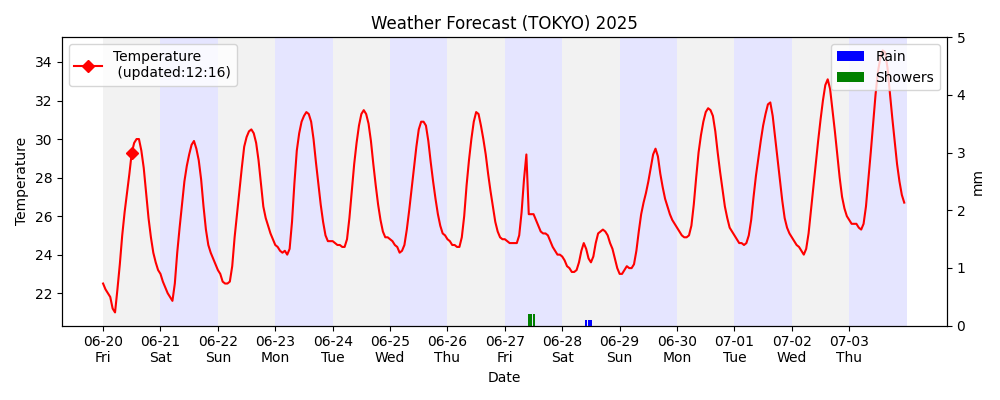 Weather Forecast (TOKYO) 2025
Temperature
(updated:12:16)
Rain
Showers
Temperature
34
32
30
28
26
24
22
5
4
3
2
1
0
mm
06-20 06-21 06-22 06-23 06-24 06-25 06-26 06-27 06-28 06-29 06-30 07-01 07-02 07-03
Fri Sat Sun Mon Tue Wed Thu Fri Sat Sun Mon Tue Wed Thu
Date